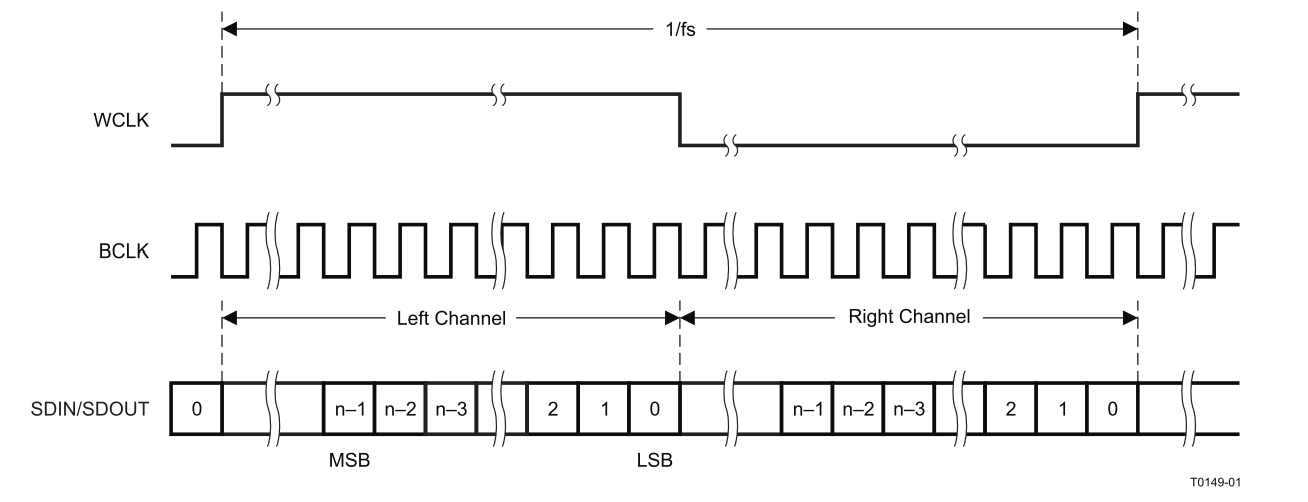 1/fs
WCLK
BCLK
Left Channel
Right Channel
SDIN/SDOUT 0 n–1 n–2 n–3 2 1 0 n–1 n–2 n–3 2 1 0
MSB LSB
T0149-01